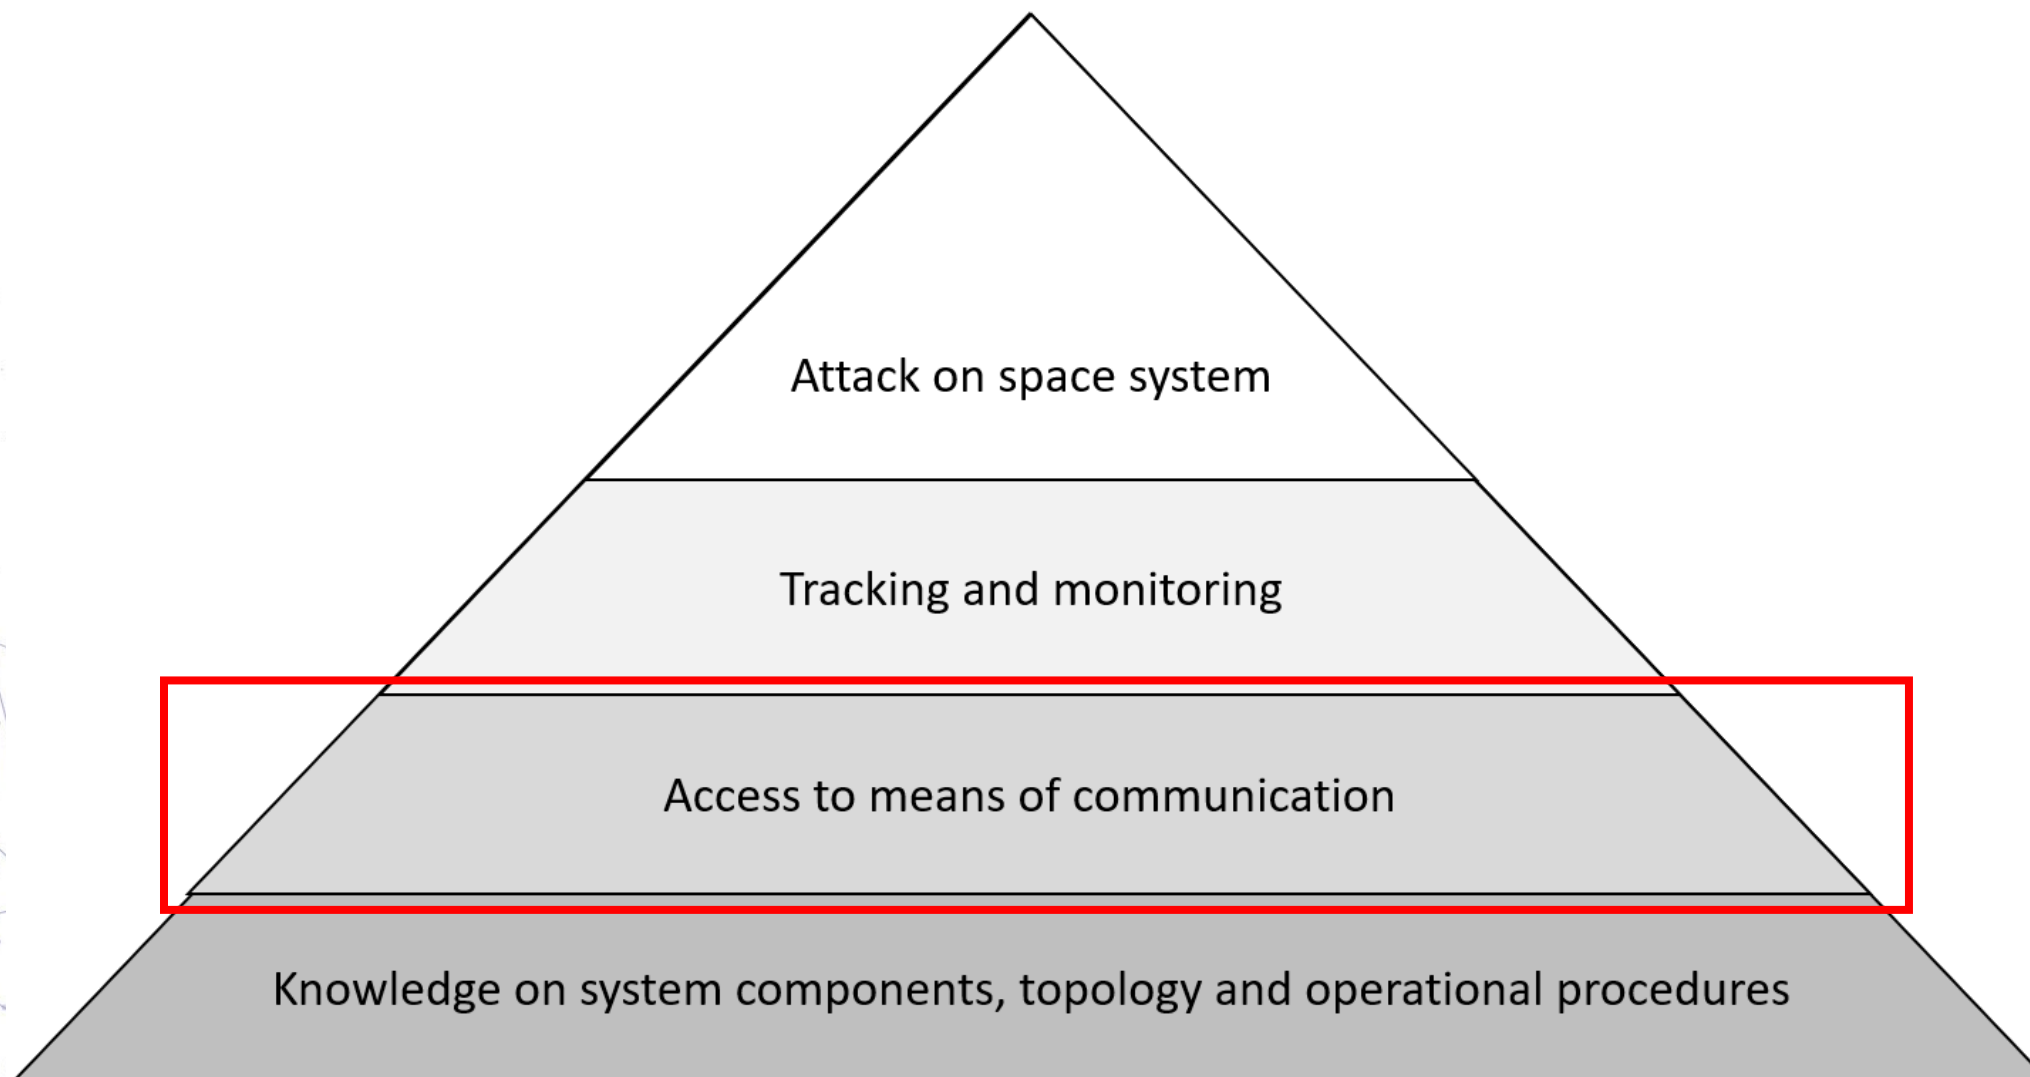 Attack on space system
Tracking and monitoring
Access to means of communication
Knowledge on system components, topology and operational procedures